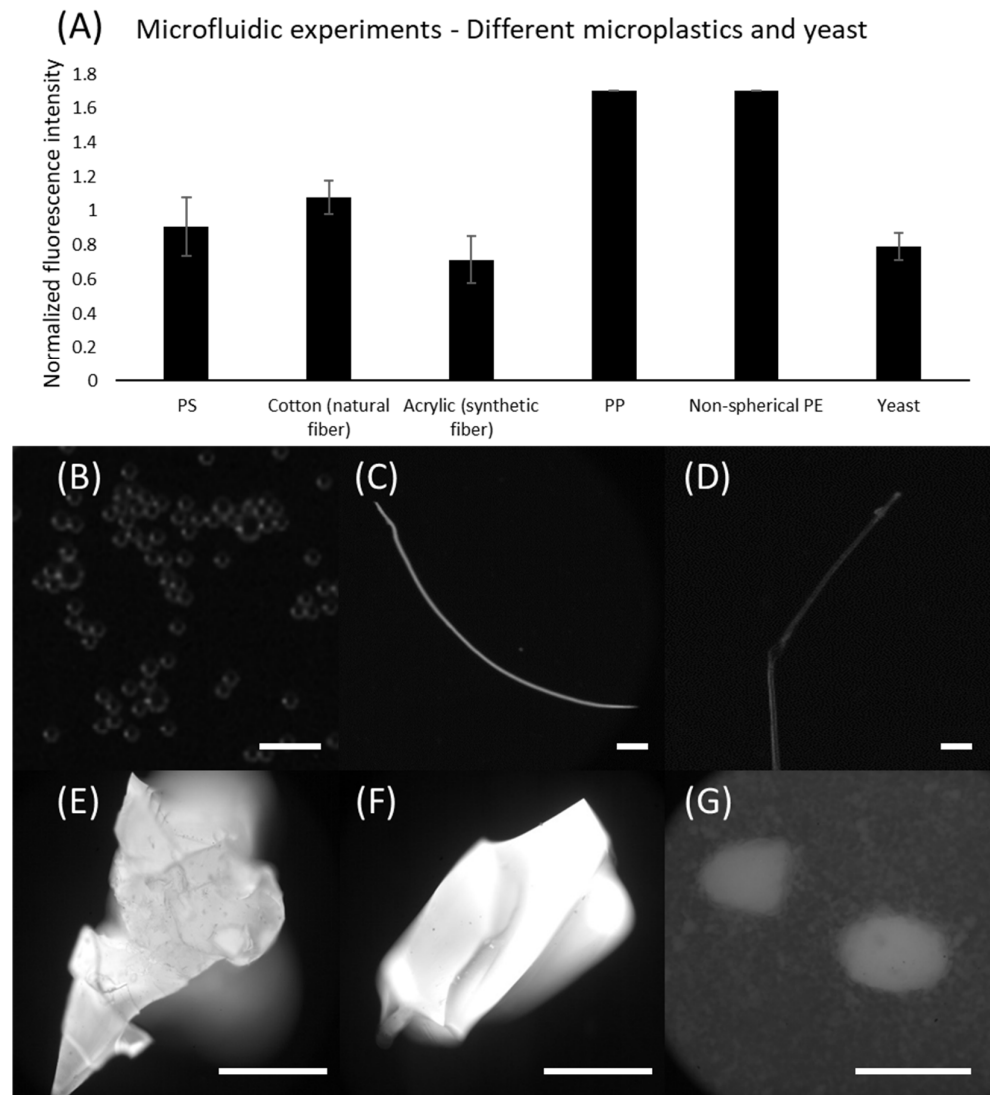 (A) Microfluidic experiments - Different microplastics and yeast
Normalized fluorescence intensity
1.8
1.6
1.4
1.2
1
0.8
0.6
0.4
0.2
0
PS
Cotton (natural
fiber)
Acrylic (synthetic
fiber)
PP
Non-spherical PE
Yeast
(B)
(C)
(D)
(E)
(F)
(G)